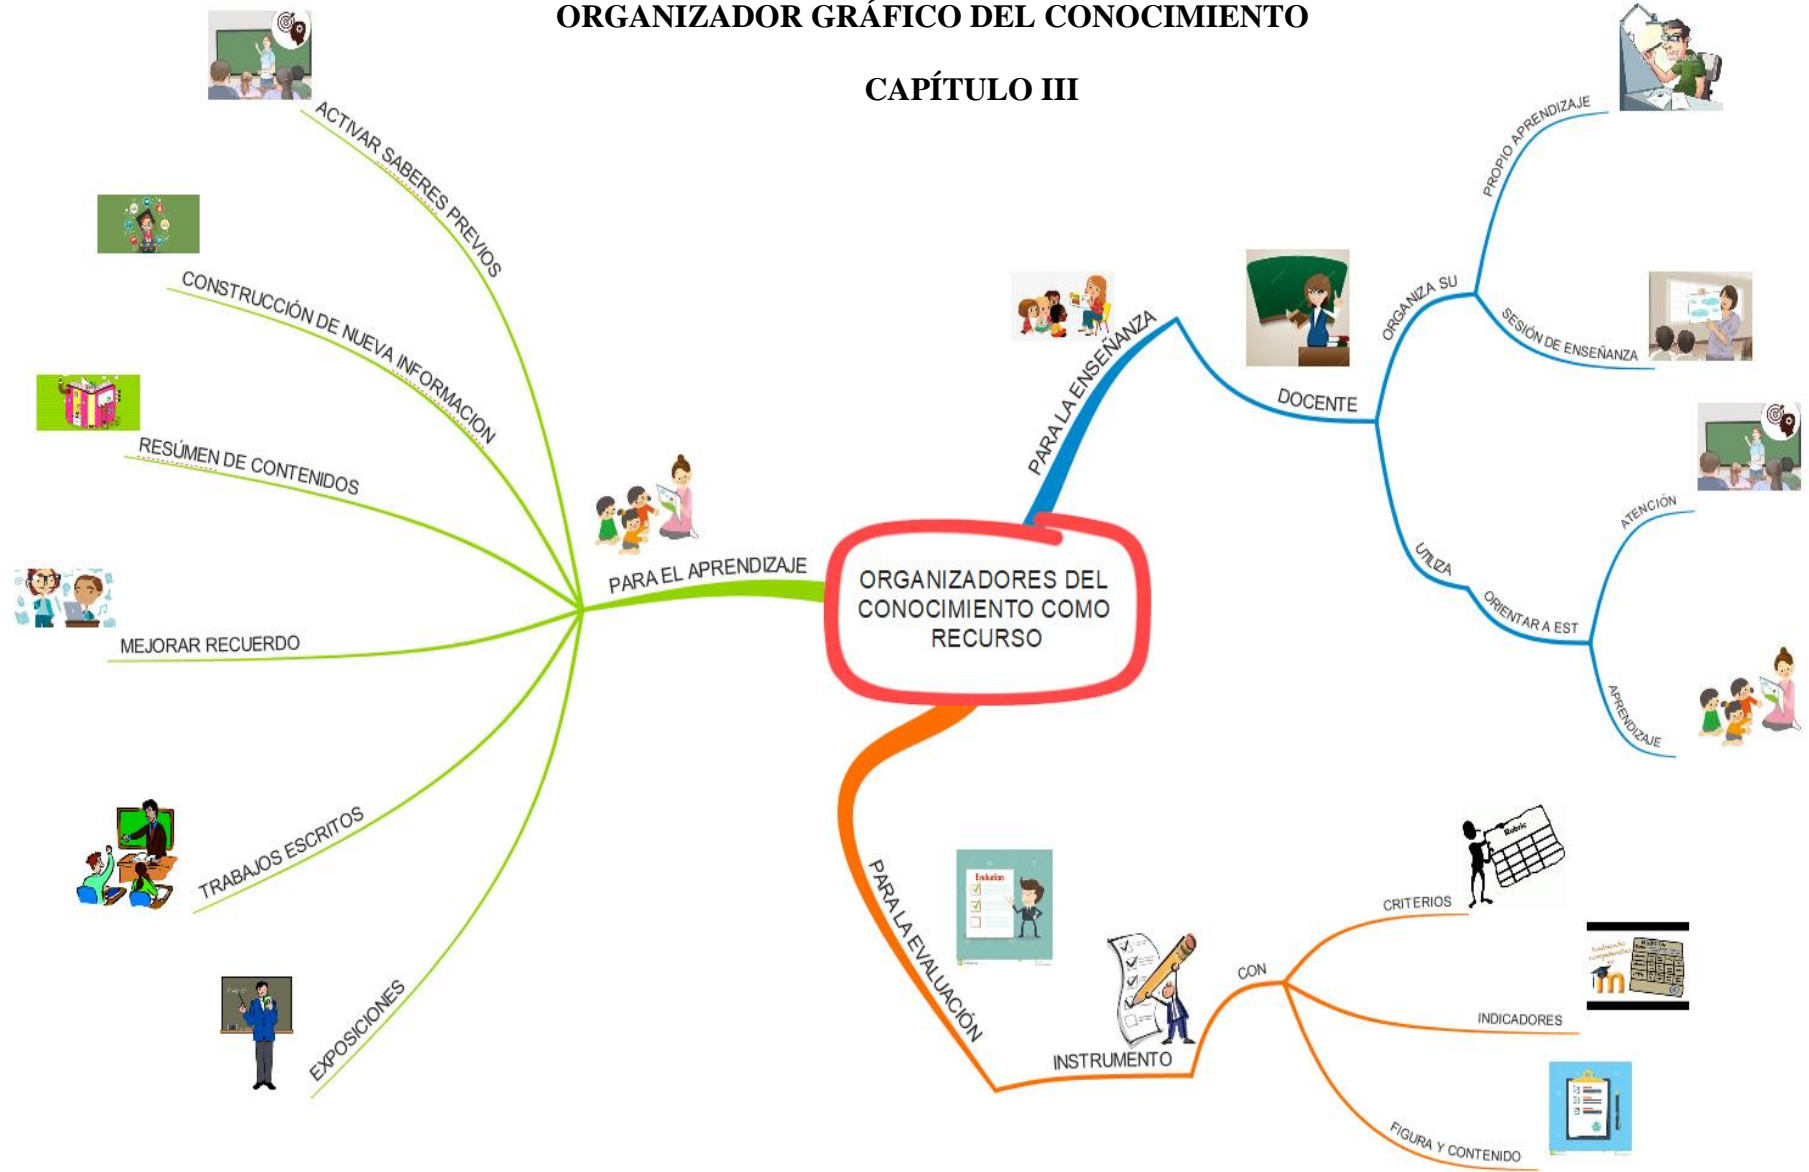 ORGANIZADOR GRÁFICO DEL CONOCIMIENTO
CAPÍTULO III
ACTIVAR SABERES PREVIOS
CONSTRUCCIÓN DE NUEVA INFORMACION
RESÚMEN DE CONTENIDOS
MEJORAR RECUERDO
TRABAJOS ESCRITOS
EXPOSICIONES
PARA EL APRENDIZAJE
ORGANIZADORES DEL
CONOCIMIENTO COMO
RECURSO
PARA LA ENSEÑANZA
DOCENTE
ORGANIZA SU
PROPIO APRENDIZAJE
SESIÓN DE ENSEÑANZA
UTILIZA
ORIENTAR A EST
ATENCIÓN
APRENDIZAJE
PARA LA EVALUACIÓN
Evaluation
INSTRUMENTO
CON
CRITERIOS
Rubric
INDICADORES
FIGURA Y CONTENIDO